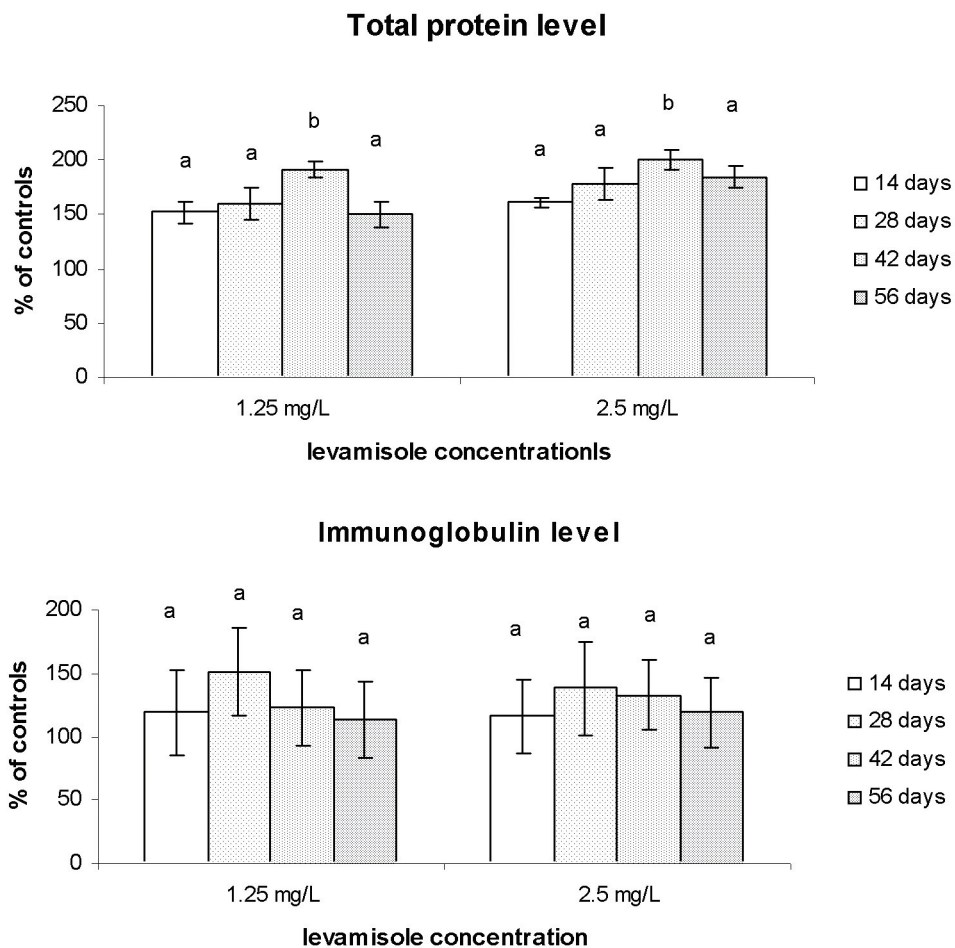 Total protein level
250
200
150
100
50
0
% of controls
a a b a
a a b a
1.25 mg/L 2.5 mg/L
levamisole concentrationls
14 days
28 days
42 days
56 days
Immunoglobulin level
200
150
100
50
0
% of controls
a a a a
a a a a
1.25 mg/L 2.5 mg/L
levamisole concentration
14 days
28 days
42 days
56 days